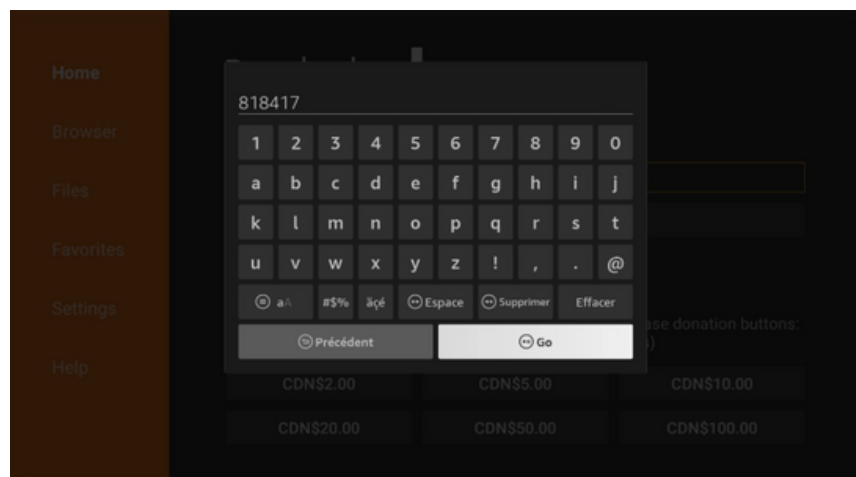 Home
Browser
Files
Favorites
Settings
Help
818417
1 2 3 4 5 6 7 8 9 0
a b c d e f g h i j
k l m n o p q r s t
u v w x y z ! , . @
aA #$% äçé Espace Supprimer Effacer
Précédent Go
ase donation buttons:
)
CDN$2.00 CDN$5.00 CDN$10.00
CDN$20.00 CDN$50.00 CDN$100.00